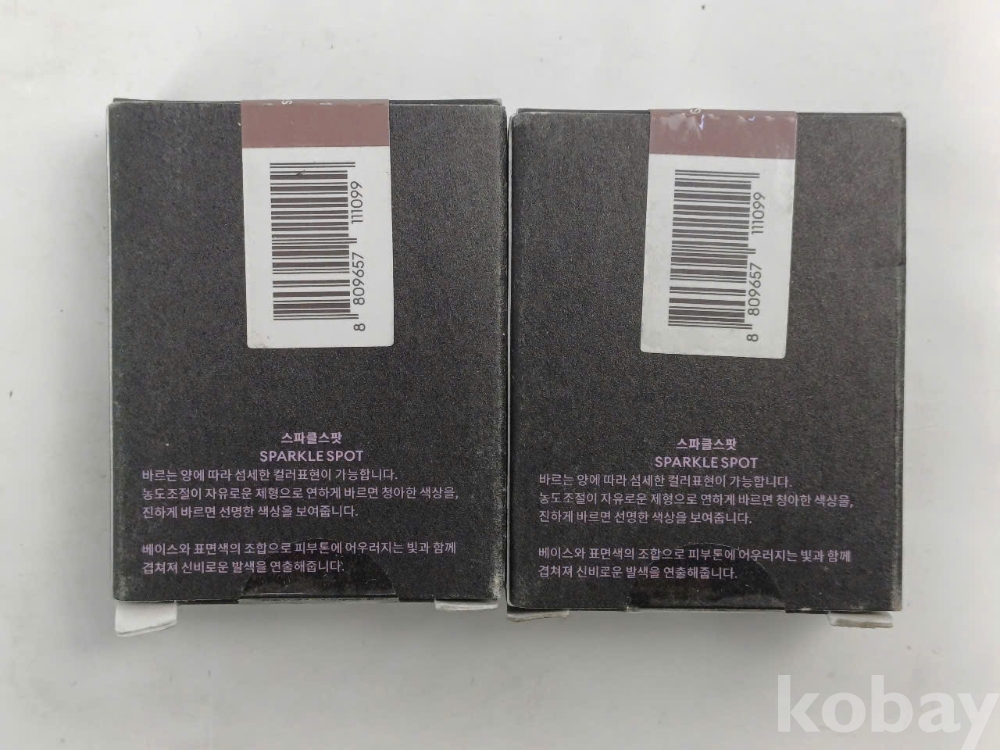 8 809657 111099
스파클스팟
SPARKLE SPOT
바르는 양에 따라 섬세한 컬러표현이 가능합니다.
농도조절이 자유로운 제형으로 연하게 바르면 청아한 색상을,
진하게 바르면 선명한 색상을 보여줍니다.
베이스와 표면색의 조합으로 피부톤에 어우러지는 빛과 함께
겹쳐져 신비로운 발색을 연출해줍니다.
8 809657 111099
스파클스팟
SPARKLE SPOT
바르는 양에 따라 섬세한 컬러표현이 가능합니다.
농도조절이 자유로운 제형으로 연하게 바르면 청아한 색상을,
진하게 바르면 선명한 색상을 보여줍니다.
베이스와 표면색의 조합으로 피부톤에 어우러지는 빛과 함께
겹쳐져 신비로운 발색을 연출해줍니다.
kobay